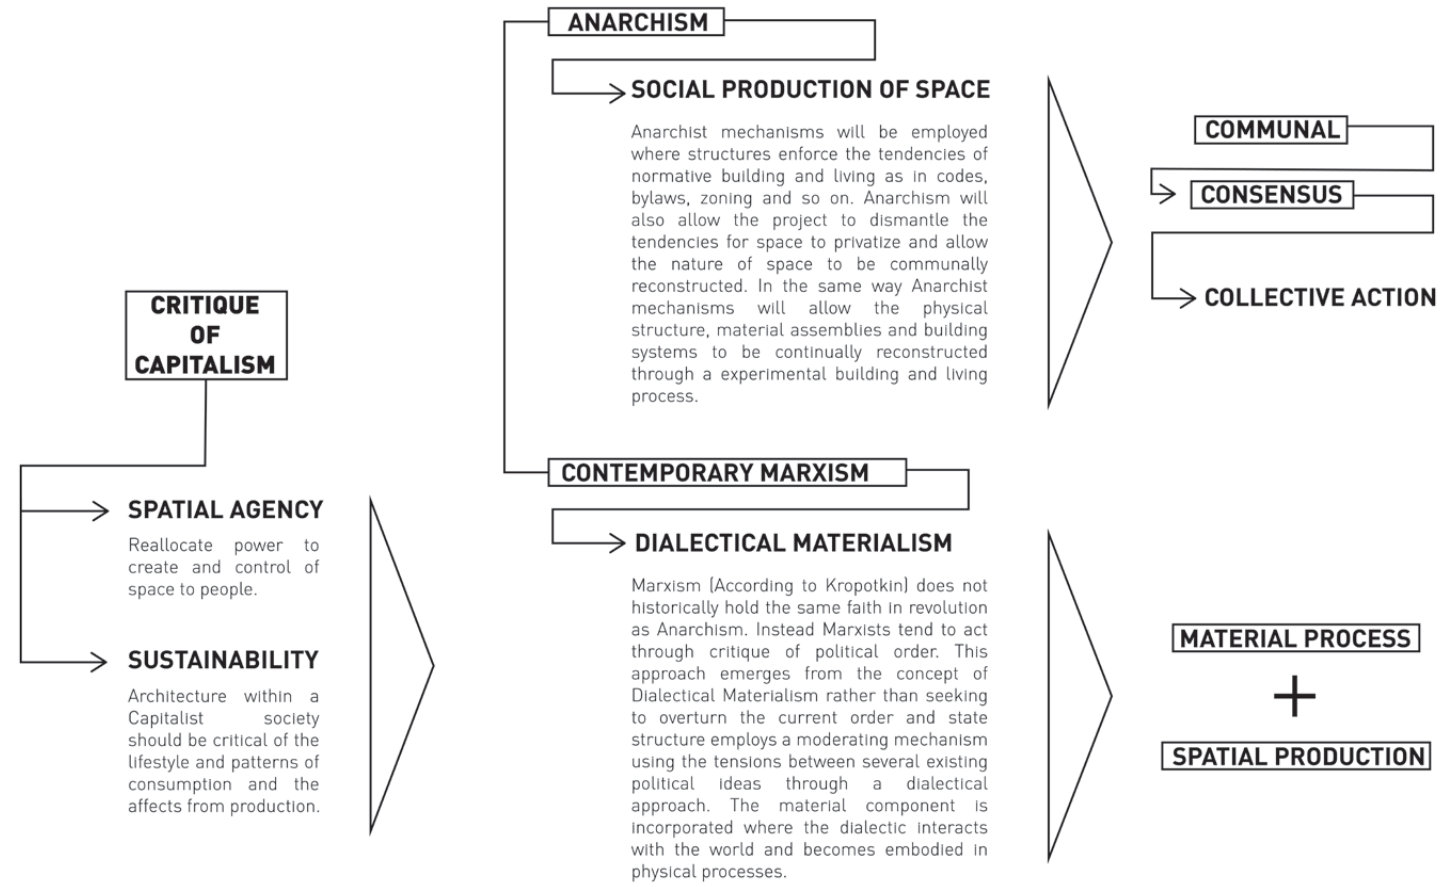 CRITIQUE
OF
CAPITALISM
SPATIAL AGENCY
Reallocate power to
create and control of
space to people.
SUSTAINABILITY
Architecture within a
Capitalist society
should be critical of the
lifestyle and patterns of
consumption and the
affects from production.
ANARCHISM
SOCIAL PRODUCTION OF SPACE
Anarchist mechanisms will be employed
where structures enforce the tendencies of
normative building and living as in codes,
bylaws, zoning and so on. Anarchism will
also allow the project to dismantle the
tendencies for space to privatize and allow
the nature of space to be communally
reconstructed. In the same way Anarchist
mechanisms will allow the physical
structure, material assemblies and building
systems to be continually reconstructed
through a experimental building and living
process.
CONTEMPORARY MARXISM
DIALECTICAL MATERIALISM
Marxism (According to Kropotkin) does not
historically hold the same faith in revolution
as Anarchism. Instead Marxists tend to act
through critique of political order. This
approach emerges from the concept of
Dialectical Materialism rather than seeking
to overturn the current order and state
structure employs a moderating mechanism
using the tensions between several existing
political ideas through a dialectical
approach. The material component is
incorporated where the dialectic interacts
with the world and becomes embodied in
physical processes.
COMMUNAL
CONSENSUS
COLLECTIVE ACTION
MATERIAL PROCESS
+
SPATIAL PRODUCTION